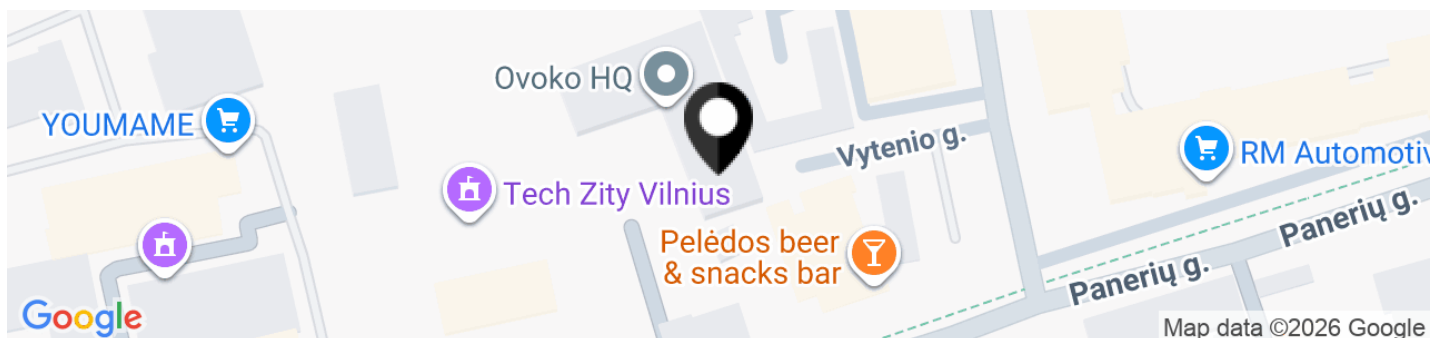 Ovoko HQ
YOUMAME
Vytenio g.
RM Automotiv
Tech Zity Vilnius
Panerių g.
Pelėdos beer
& snacks bar
Panerių g.
Google
Map data ©2026 Google